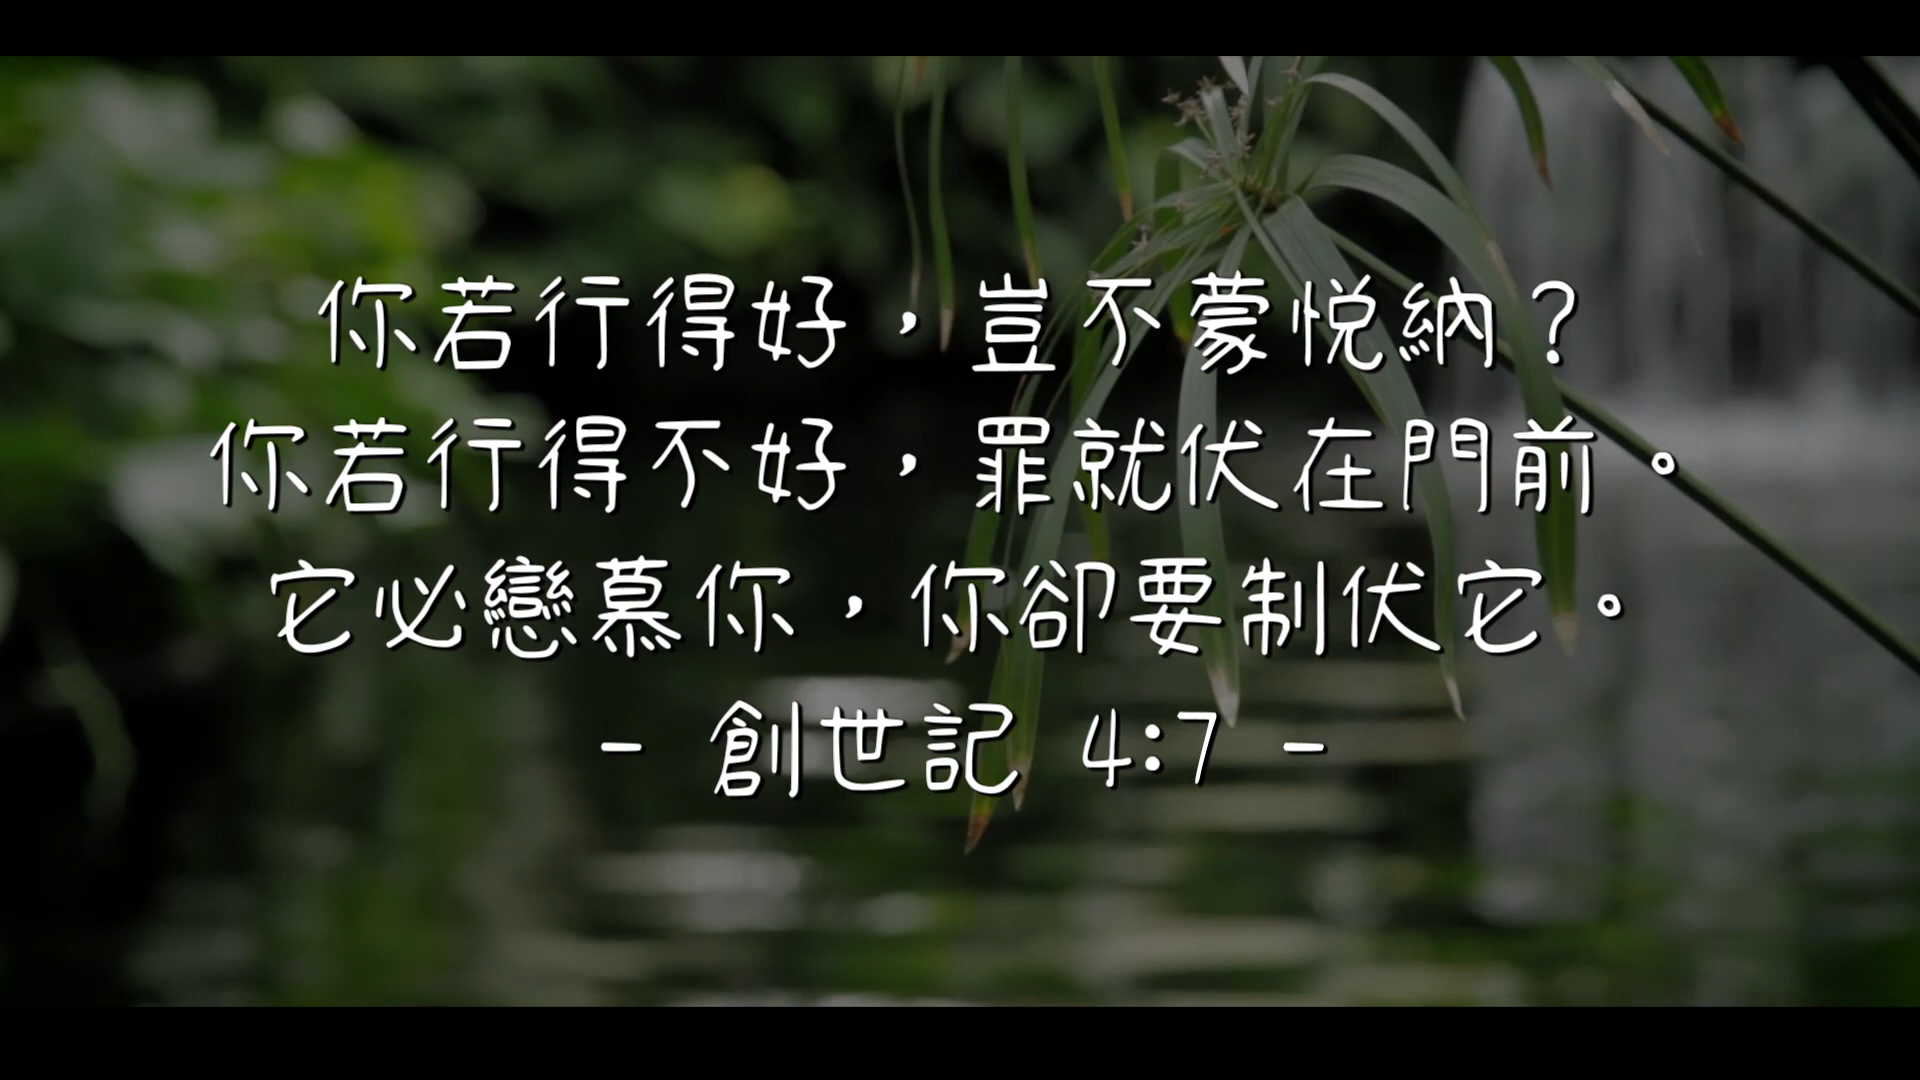 你若行得好，豈不蒙悅納？
你若行得不好，罪就伏在門前。
它必戀慕你，你卻要制伏它。
- 創世記 4:7 -